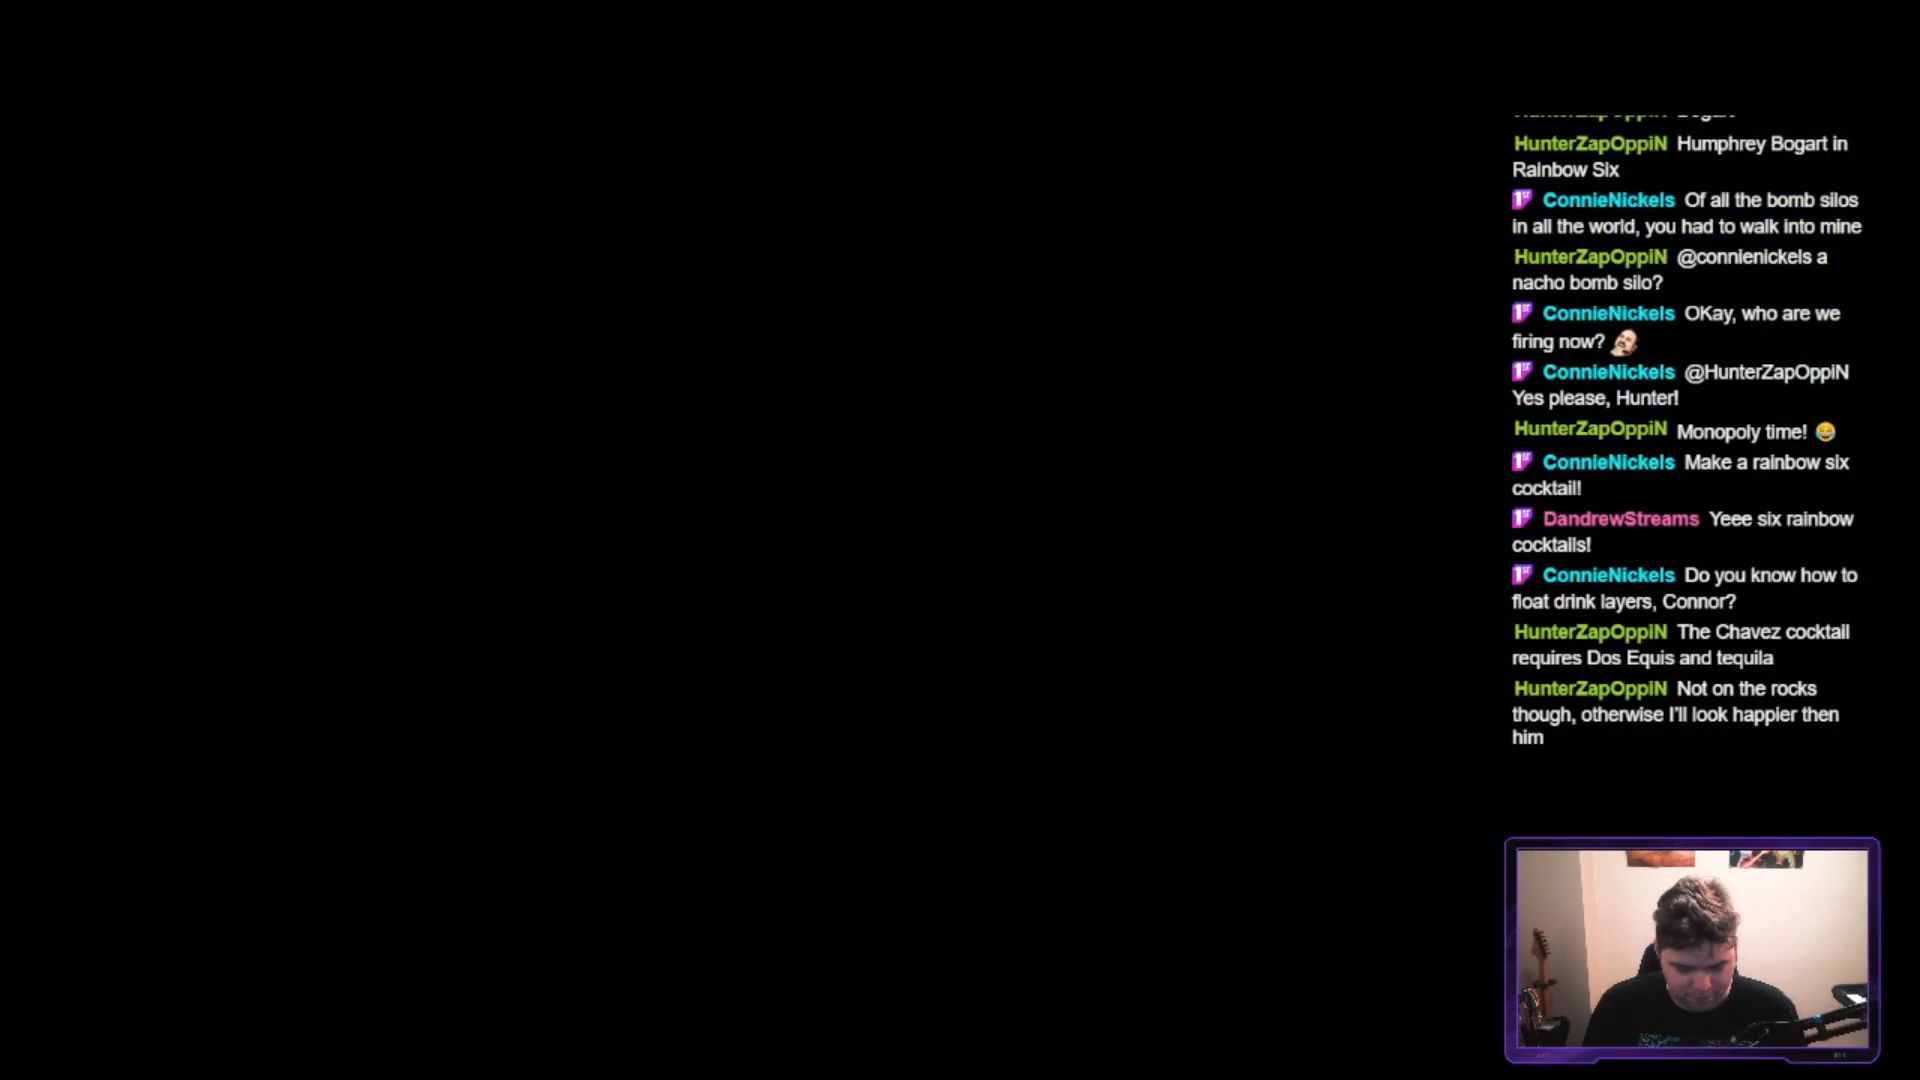 HunterZapOppiN Humphrey Bogart in
Rainbow Six
ConnieNickels Of all the bomb silos
in all the world, you had to walk into mine
HunterZapOppiN @connienickels a
nacho bomb silo?
ConnieNickels OKay, who are we
firing now?
ConnieNickels @HunterZapOppiN
Yes please, Hunter!
HunterZapOppiN Monopoly time! 😂
ConnieNickels Make a rainbow six
cocktail!
DandrewStreams Yeee six rainbow
cocktails!
ConnieNickels Do you know how to
float drink layers, Connor?
HunterZapOppiN The Chavez cocktail
requires Dos Equis and tequila
HunterZapOppiN Not on the rocks
though, otherwise I'll look happier then
him